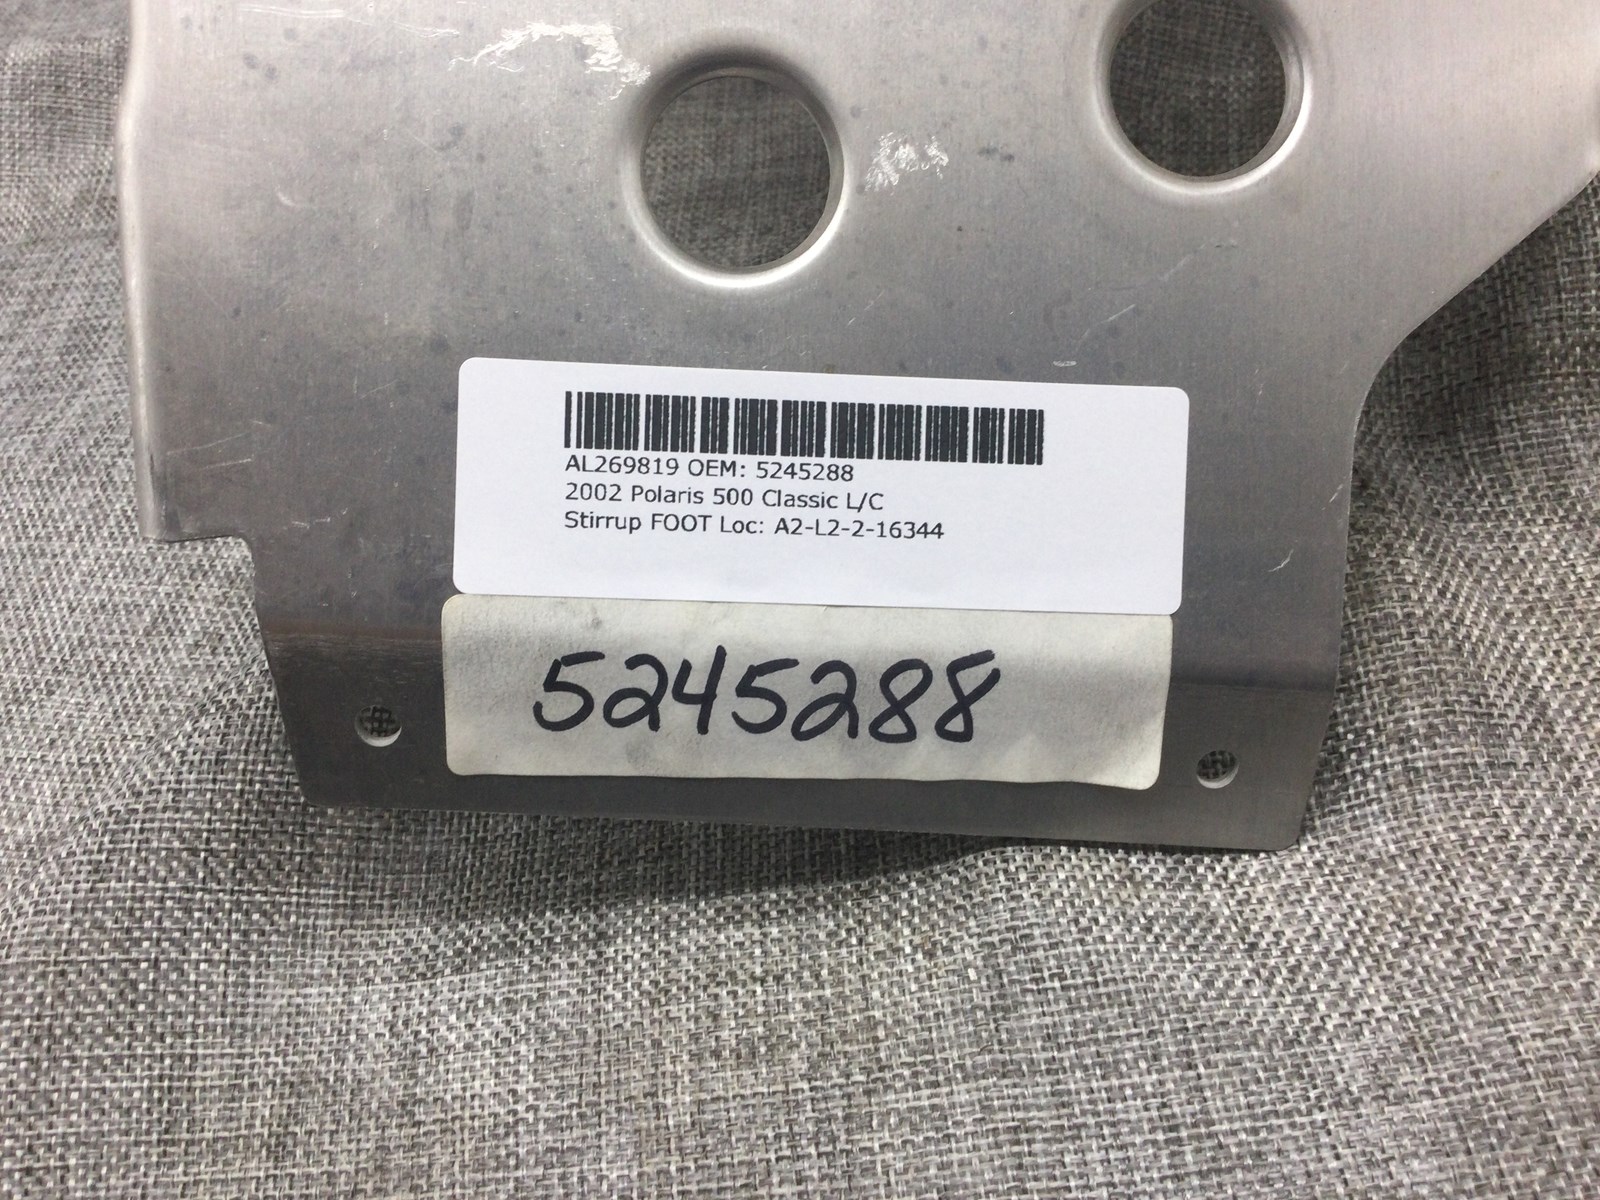 AL269819 OEM: 5245288
2002 Polaris 500 Classic L/C
Stirrup FOOT Loc: A2-L2-2-16344
5245288